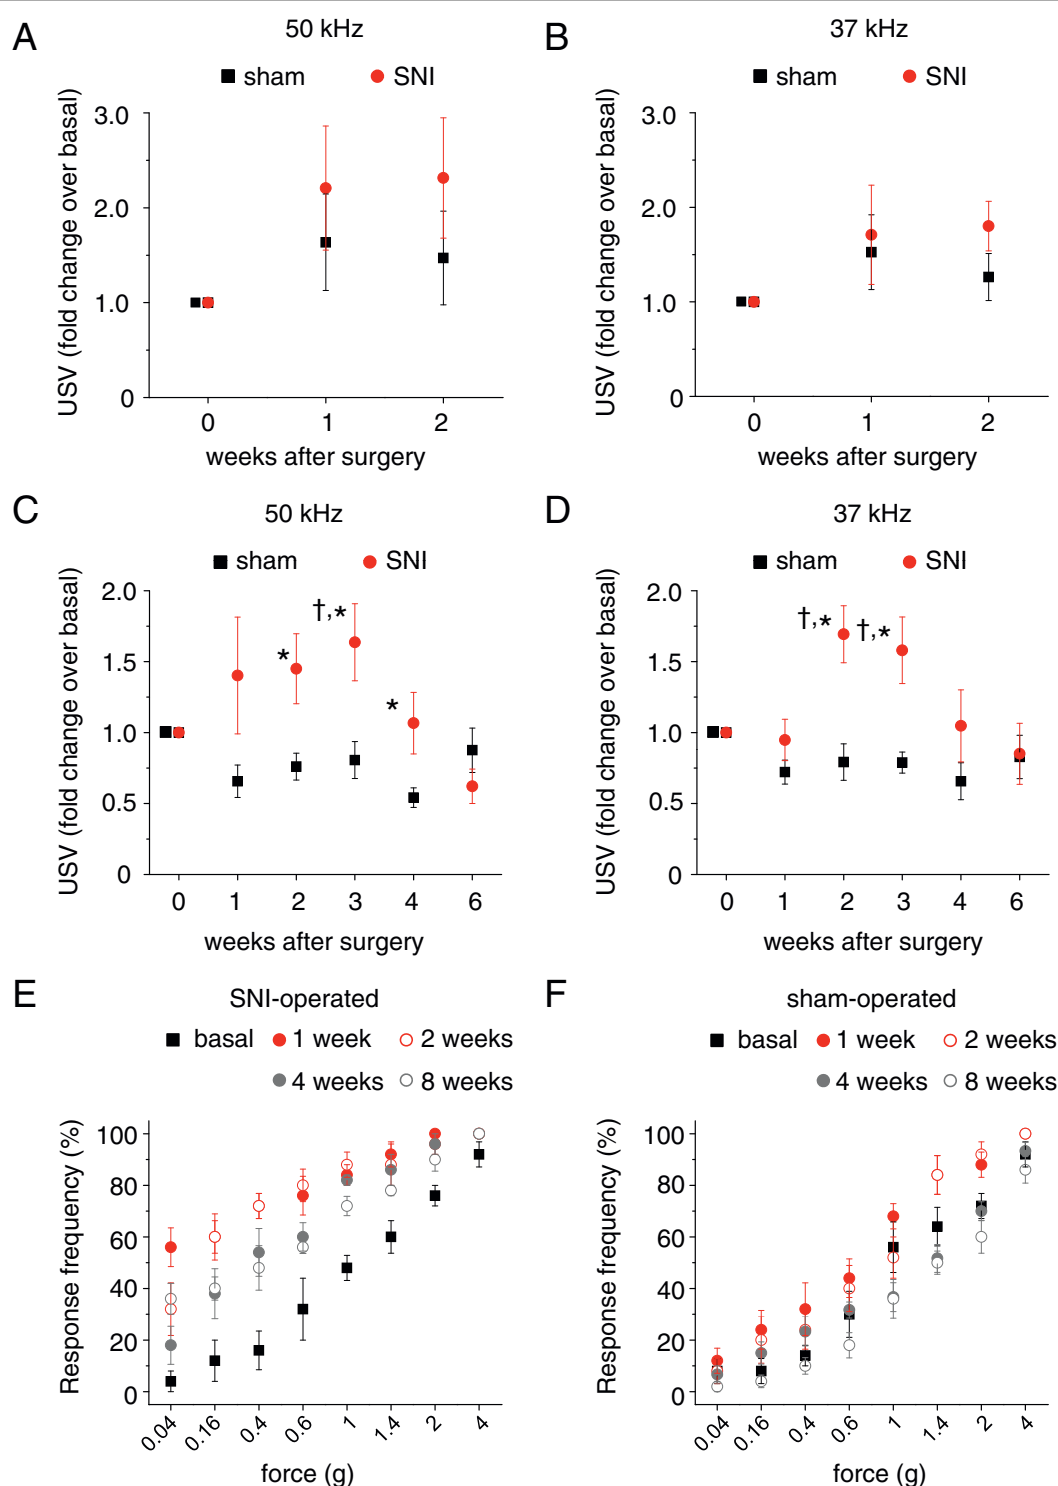 A
50 kHz
sham SNI
USV (fold change over basal)
3.0
2.0
1.0
0
0 1 2
weeks after surgery
B
37 kHz
sham SNI
USV (fold change over basal)
3.0
2.0
1.0
0
0 1 2
weeks after surgery
C
50 kHz
sham SNI
USV (fold change over basal)
2.0
1.5
1.0
0.5
0
*
†,*
*
0 1 2 3 4 6
weeks after surgery
D
37 kHz
sham SNI
USV (fold change over basal)
2.0
1.5
1.0
0.5
0
†,*
†,*
0 1 2 3 4 6
weeks after surgery
E
SNI-operated
basal 1 week 2 weeks
4 weeks 8 weeks
Response frequency (%)
100
80
60
40
20
0
0.04 0.16 0.4 0.6 1 1.4 2 4
force (g)
F
sham-operated
basal 1 week 2 weeks
4 weeks 8 weeks
Response frequency (%)
100
80
60
40
20
0
0.04 0.16 0.4 0.6 1 1.4 2 4
force (g)